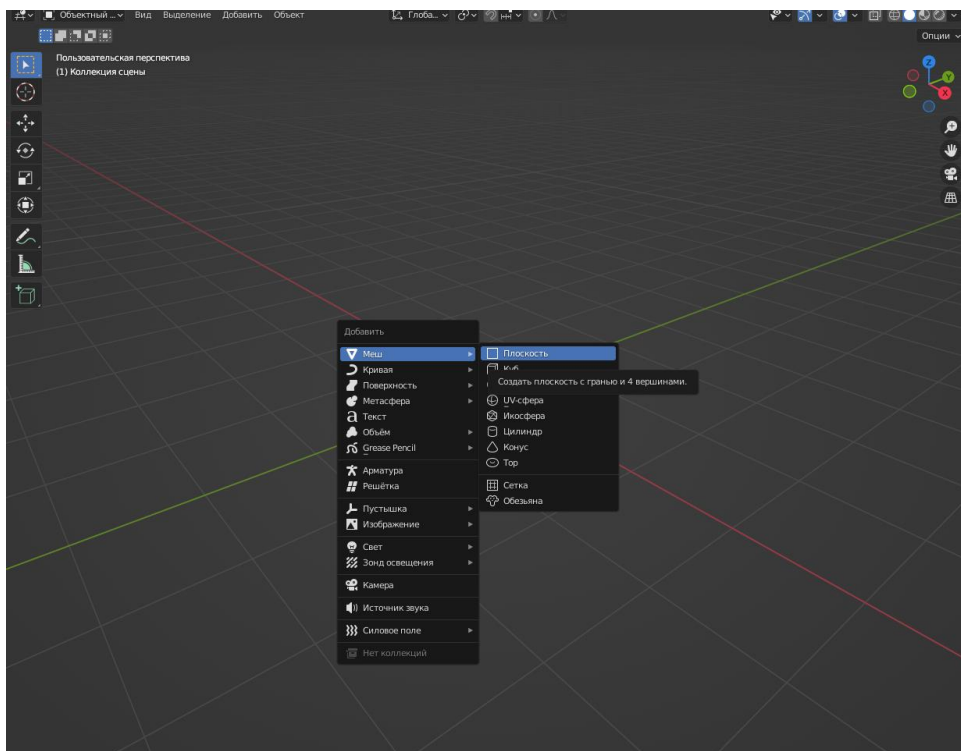 Объектный ... Вид Выделение Добавить Объект Глоба...
Опции
Пользовательская перспектива
(1) Коллекция сцены
Z
Y
X
Добавить
Меш
Кривая
Поверхность
Метасфера
Текст
Объём
Grease Pencil
Арматура
Решётка
Пустышка
Изображение
Свет
Зонд освещения
Камера
Источник звука
Силовое поле
Нет коллекций
Плоскость
Куб
Создать плоскость с гранью и 4 вершинами.
UV-сфера
Икосфера
Цилиндр
Конус
Тор
Сетка
Обезьяна